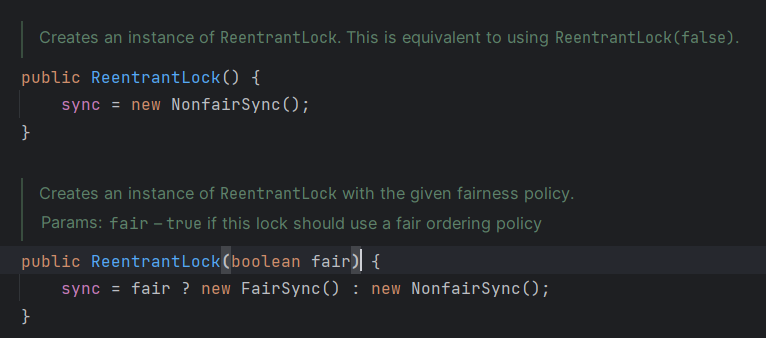 Creates an instance of ReentrantLock. This is equivalent to using ReentrantLock(false).
public ReentrantLock() {
    sync = new NonfairSync();
}
Creates an instance of ReentrantLock with the given fairness policy.
Params: fair – true if this lock should use a fair ordering policy
public ReentrantLock(boolean fair) {
    sync = fair ? new FairSync() : new NonfairSync();
}